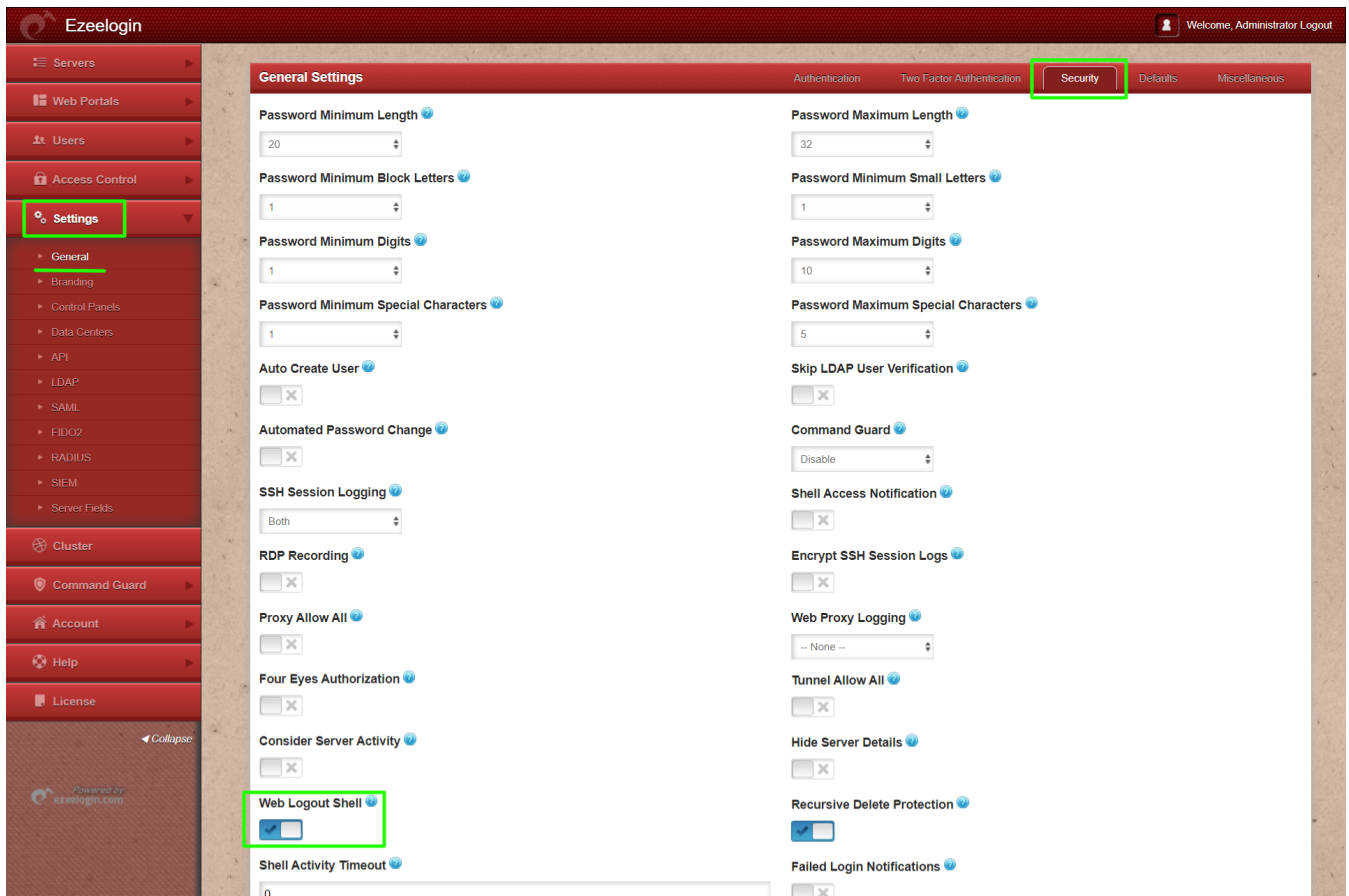 Ezeelogin
Welcome, Administrator Logout
Servers
Web Portals
Users
Access Control
Settings
General
Branding
Control Panels
Data Centers
API
LDAP
SAML
FIDO2
RADIUS
SIEM
Server Fields
Cluster
Command Guard
Account
Help
License
Collapse
Powered by
ezeelogin.com
General Settings
Authentication
Two Factor Authentication
Security
Defaults
Miscellaneous
Password Minimum Length
20
Password Maximum Length
32
Password Minimum Block Letters
1
Password Minimum Small Letters
1
Password Minimum Digits
1
Password Maximum Digits
10
Password Minimum Special Characters
1
Password Maximum Special Characters
5
Auto Create User
Skip LDAP User Verification
Automated Password Change
Command Guard
Disable
SSH Session Logging
Both
Shell Access Notification
RDP Recording
Encrypt SSH Session Logs
Proxy Allow All
Web Proxy Logging
-- None --
Four Eyes Authorization
Tunnel Allow All
Consider Server Activity
Hide Server Details
Web Logout Shell
Recursive Delete Protection
Shell Activity Timeout
0
Failed Login Notifications